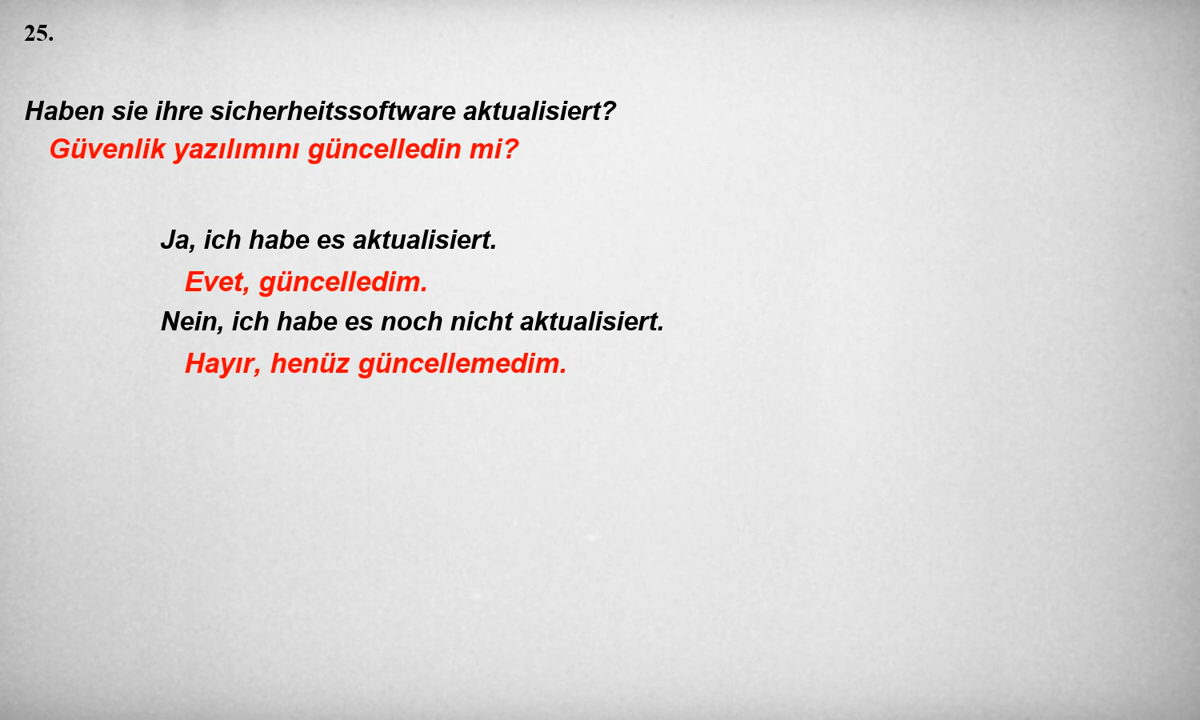 25.
Haben sie ihre sicherheitssoftware aktualisiert?
Güvenlik yazılımını güncelledin mi?
Ja, ich habe es aktualisiert.
Evet, güncelledim.
Nein, ich habe es noch nicht aktualisiert.
Hayır, henüz güncellemedim.